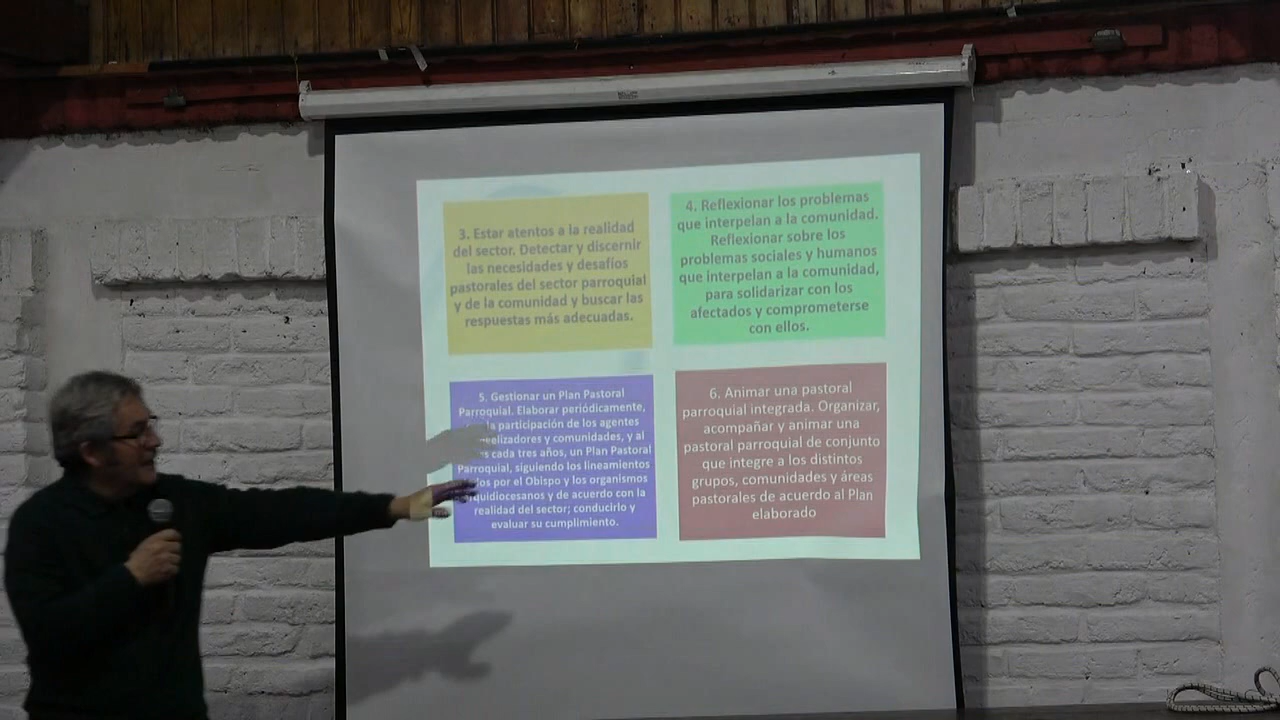 3. Estar atentos a la realidad
del sector. Detectar y discernir
las necesidades y desafíos
pastorales del sector parroquial
y de la comunidad y buscar las
respuestas más adecuadas.
4. Reflexionar los problemas
que interpelan a la comunidad.
Reflexionar sobre los
problemas sociales y humanos
que interpelan a la comunidad,
para solidarizar con los
afectados y comprometerse
con ellos.
5. Gestionar un Plan Pastoral
Parroquial. Elaborar periódicamente,
la participación de los agentes
y comunidades, y al
cada tres años, un Plan Pastoral
Parroquial, siguiendo los lineamientos
por el Obispo y los organismos
y de acuerdo con la
realidad del sector; conducirlo y
evaluar su cumplimiento.
6. Animar una pastoral
parroquial integrada. Organizar,
acompañar y animar una
pastoral parroquial de conjunto
que integre a los distintos
grupos, comunidades y áreas
pastorales de acuerdo al Plan
elaborado